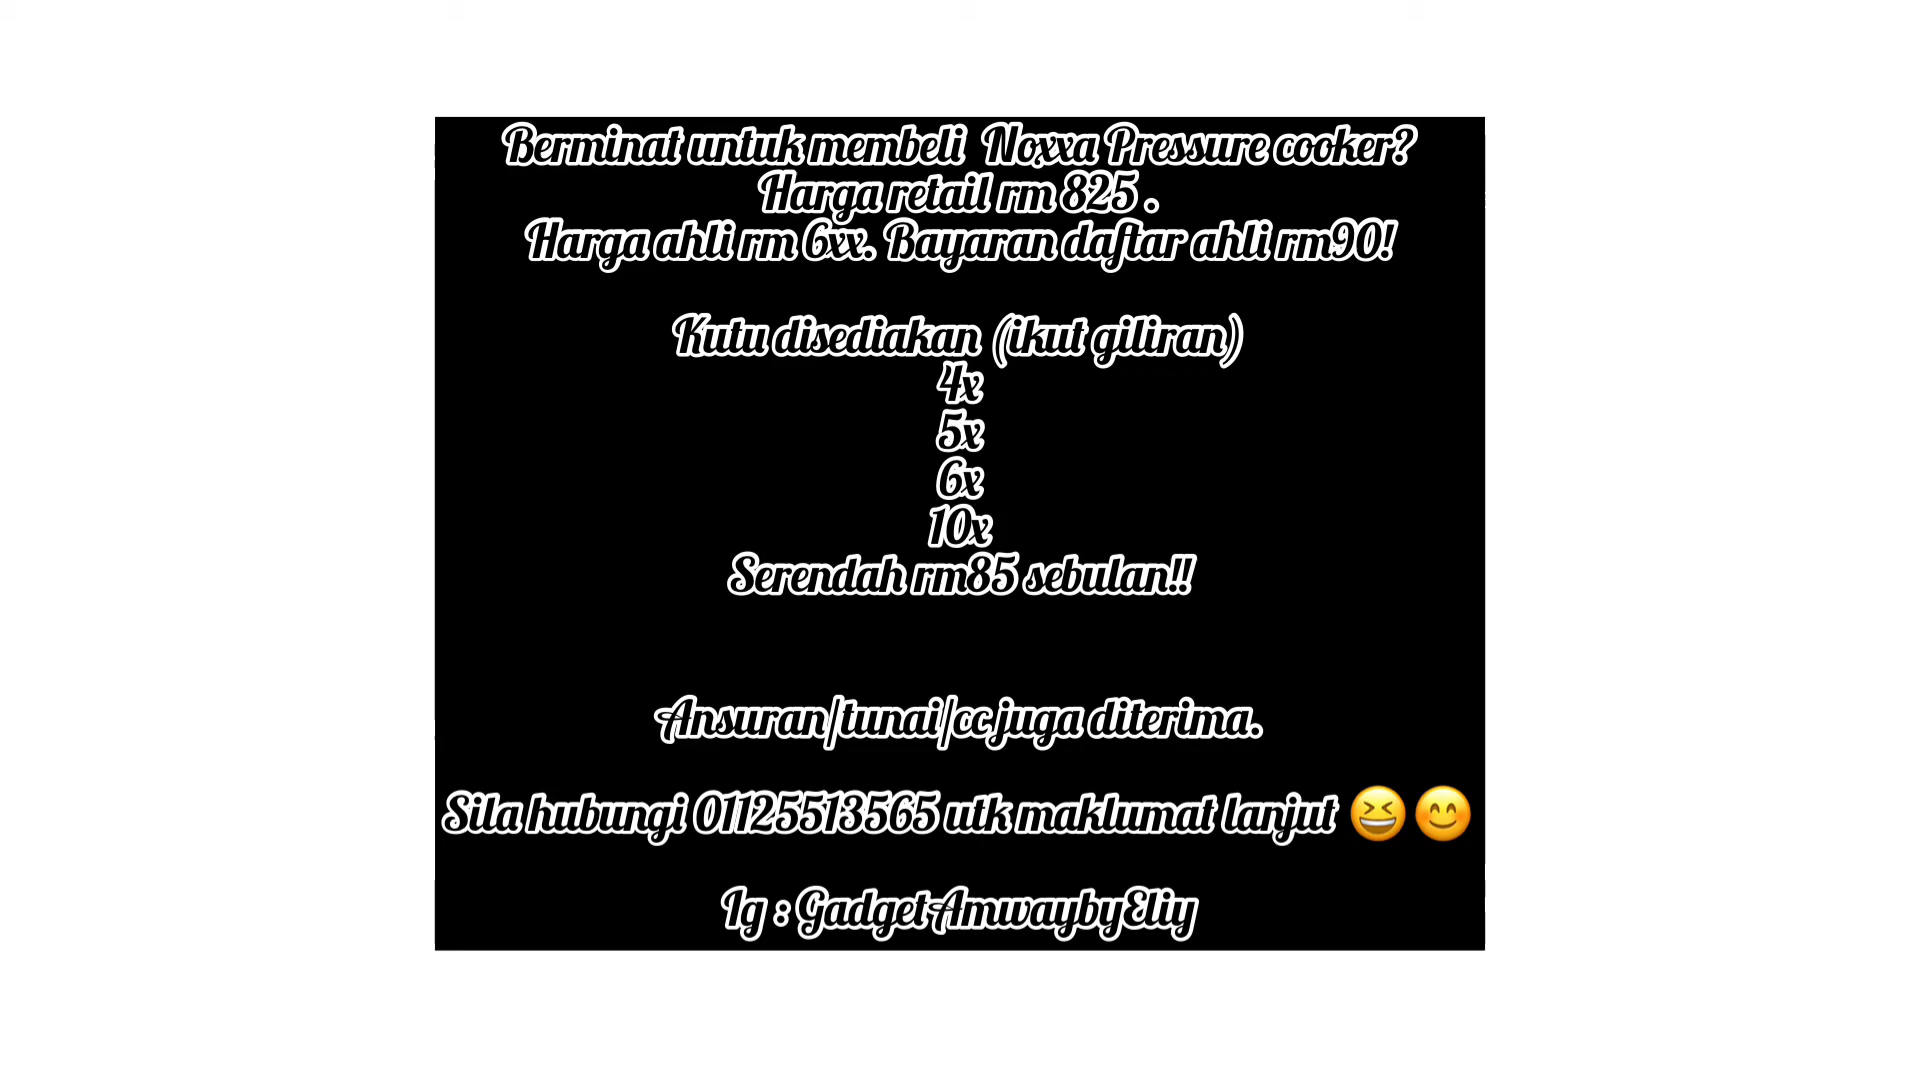 Berminat untuk membeli  Noxxa Pressure cooker?
Harga retail rm 825 .
Harga ahli rm 6xx. Bayaran daftar ahli rm90!
Kutu disediakan (ikut giliran)
4x
5x
6x
10x
Serendah rm85 sebulan!!
Ansuran/tunai/cc juga diterima.
Sila hubungi 01125513565 utk maklumat lanjut 😆😊
Ig : GadgetAmwaybyEliy